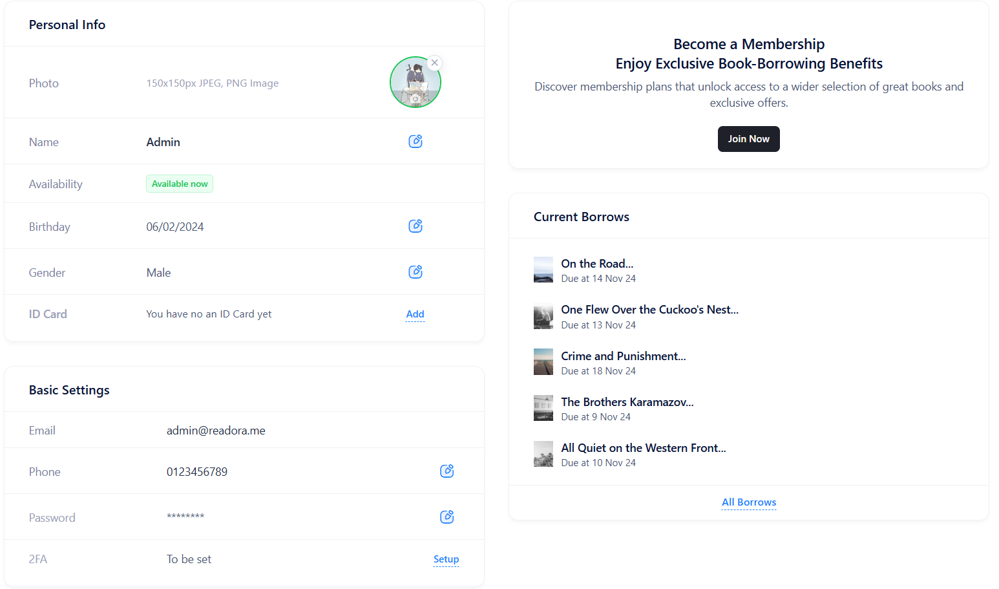 Personal Info
Photo
150x150px JPEG, PNG Image
Name
Admin
Availability
Available now
Birthday
06/02/2024
Gender
Male
ID Card
You have no an ID Card yet
Add
Basic Settings
Email
admin@readora.me
Phone
0123456789
Password
********
2FA
To be set
Setup
Become a Membership
Enjoy Exclusive Book-Borrowing Benefits
Discover membership plans that unlock access to a wider selection of great books and
exclusive offers.
Join Now
Current Borrows
On the Road...
Due at 14 Nov 24
One Flew Over the Cuckoo's Nest...
Due at 13 Nov 24
Crime and Punishment...
Due at 18 Nov 24
The Brothers Karamazov...
Due at 9 Nov 24
All Quiet on the Western Front...
Due at 10 Nov 24
All Borrows